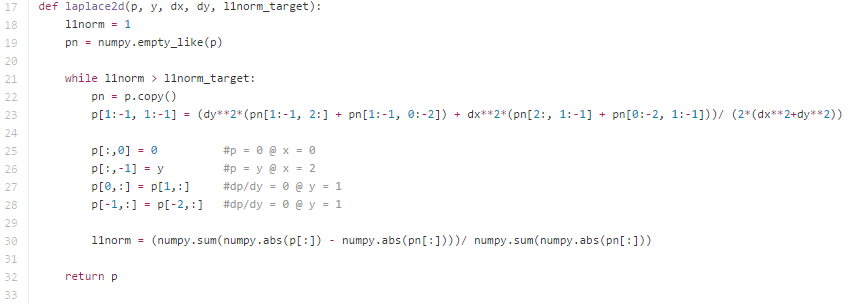 17 def laplace2d(p, y, dx, dy, l1norm_target):
18     l1norm = 1
19     pn = numpy.empty_like(p)
20
21     while l1norm > l1norm_target:
22         pn = p.copy()
23         p[1:-1, 1:-1] = (dy**2*(pn[1:-1, 2:] + pn[1:-1, 0:-2]) + dx**2*(pn[2:, 1:-1] + pn[0:-2, 1:-1]))/ (2*(dx**2+dy**2))
24
25         p[:,0] = 0          #p = 0 @ x = 0
26         p[:,-1] = y         #p = y @ x = 2
27         p[0,:] = p[1,:]     #dp/dy = 0 @ y = 1
28         p[-1,:] = p[-2,:]   #dp/dy = 0 @ y = 1
29
30         l1norm = (numpy.sum(numpy.abs(p[:]) - numpy.abs(pn[:])))/ numpy.sum(numpy.abs(pn[:]))
31
32     return p
33